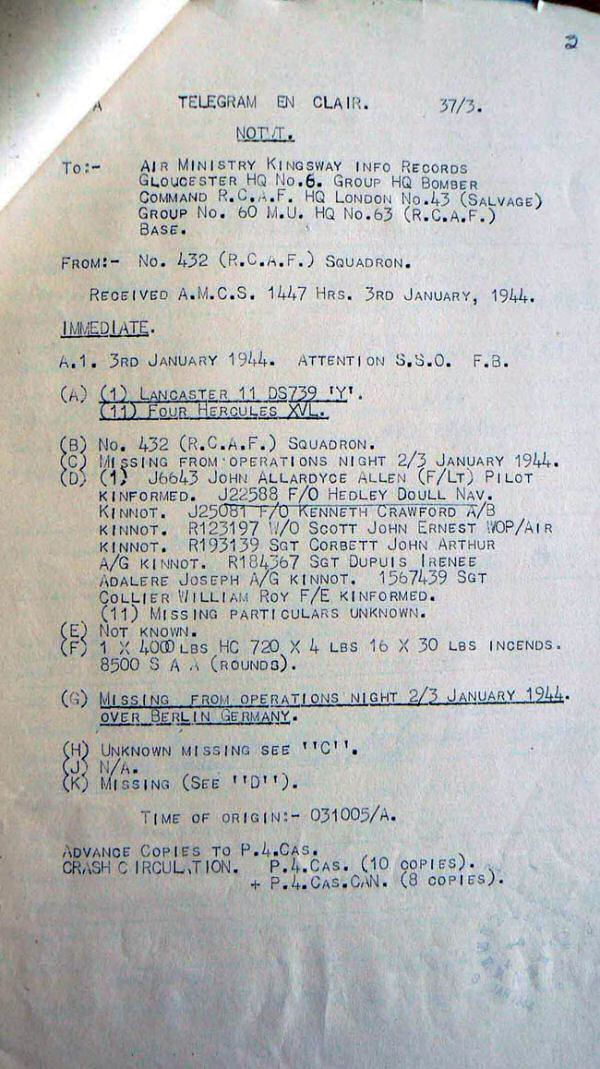 2
A TELEGRAM EN CLAIR. 37/3.
NOT'T.
To:- AIR MINISTRY KINGSWAY INFO RECORDS
GLOUCESTER HQ No.6. GROUP HQ BOMBER
COMMAND R.C.A.F. HQ LONDON No.43 (SALVAGE)
GROUP No. 60 M.U. HQ No.63 (R.C.A.F.)
BASE.
FROM:- No. 432 (R.C.A.F.) SQUADRON.
RECEIVED A.M.C.S. 1447 HRS. 3RD JANUARY, 1944.
IMMEDIATE.
A.1. 3RD JANUARY 1944. ATTENTION S.S.O. F.B.
(A) (1) LANCASTER 11 DS739 'Y'.
(11) FOUR HERCULES XVL.
(B) No. 432 (R.C.A.F.) SQUADRON.
(C) MISSING FROM OPERATIONS NIGHT 2/3 JANUARY 1944.
(D) (1) J6643 JOHN ALLARDYCE ALLEN (F/LT) PILOT
KINFORMED. J22588 F/O HEDLEY DOULL NAV.
KINNOT. J25081 F/O KENNETH CRAWFORD A/B
KINNOT. R123197 W/O SCOTT JOHN ERNEST WOP/AIR
KINNOT. R193139 SGT CORBETT JOHN ARTHUR
A/G KINNOT. R184367 SGT DUPUIS IRENEE
ADALERE JOSEPH A/G KINNOT. 1567439 SGT
COLLIER WILLIAM ROY F/E KINFORMED.
(11) MISSING PARTICULARS UNKNOWN.
(E) NOT KNOWN.
(F) 1 X 4000 LBS HC 720 X 4 LBS 16 X 30 LBS INCENDS.
8500 S A A (ROUNDS).
(G) MISSING FROM OPERATIONS NIGHT 2/3 JANUARY 1944.
OVER BERLIN GERMANY.
(H) UNKNOWN MISSING SEE ''C''.
(J) N/A.
(K) MISSING (SEE ''D'').
TIME OF ORIGIN:- 031005/A.
ADVANCE COPIES TO P.4.CAS.
CRASH CIRCULATION. P.4.CAS. (10 COPIES).
+ P.4.CAS.CAN. (8 COPIES).